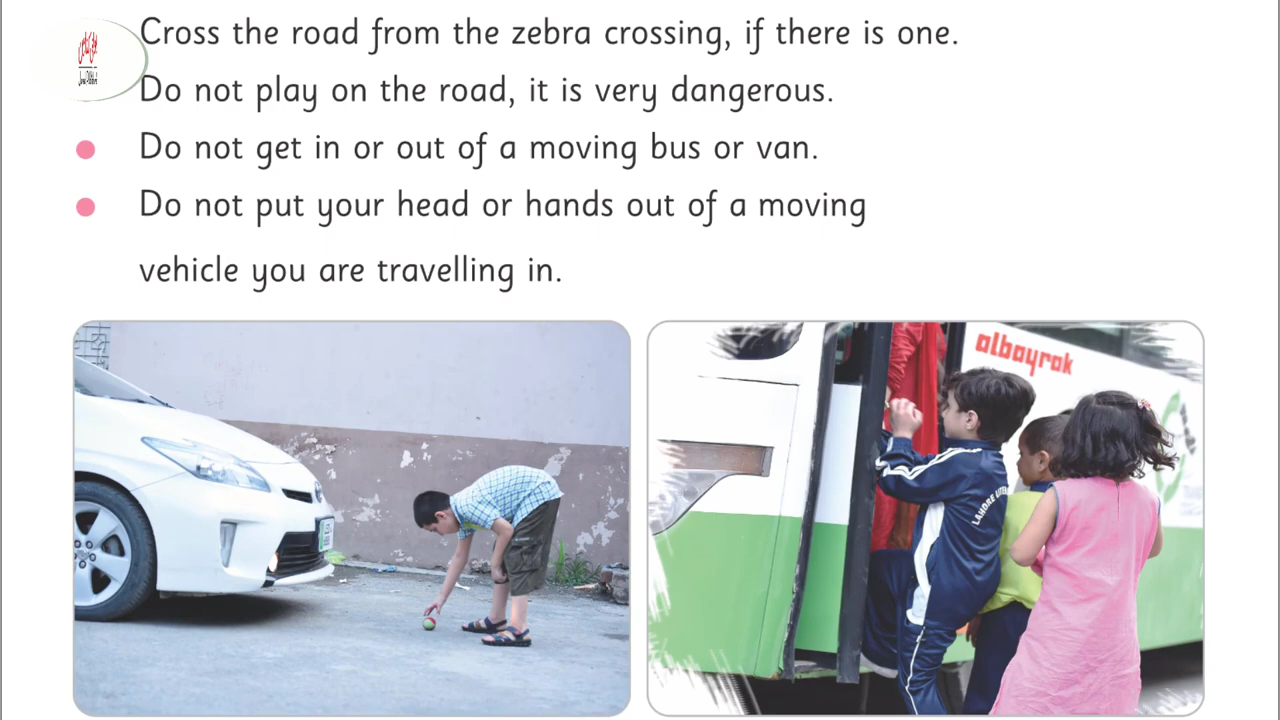 Cross the road from the zebra crossing, if there is one.
Do not play on the road, it is very dangerous.
Do not get in or out of a moving bus or van.
Do not put your head or hands out of a moving
vehicle you are travelling in.
albayrak